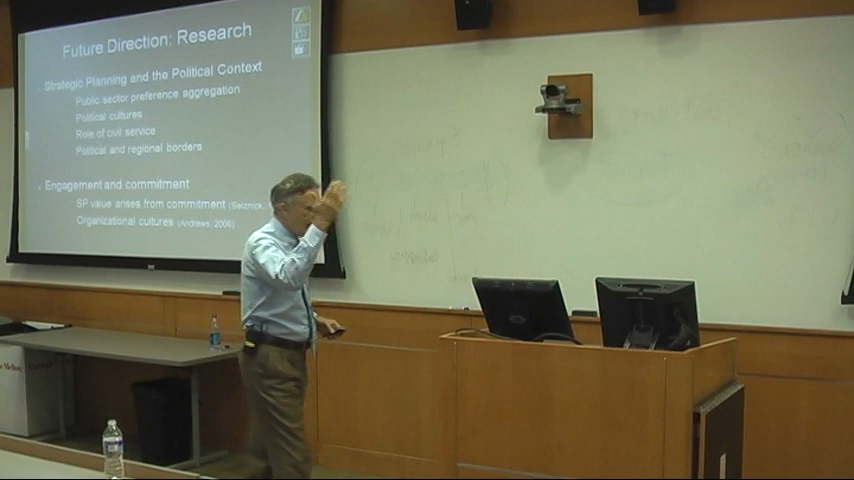 Future Direction: Research
- Strategic Planning and the Political Context
Public sector preference aggregation
Political cultures
Role of civil service
Political and regional borders
- Engagement and commitment
SP value arises from commitment (Selznick,
Organizational cultures (Andrews, 2006)